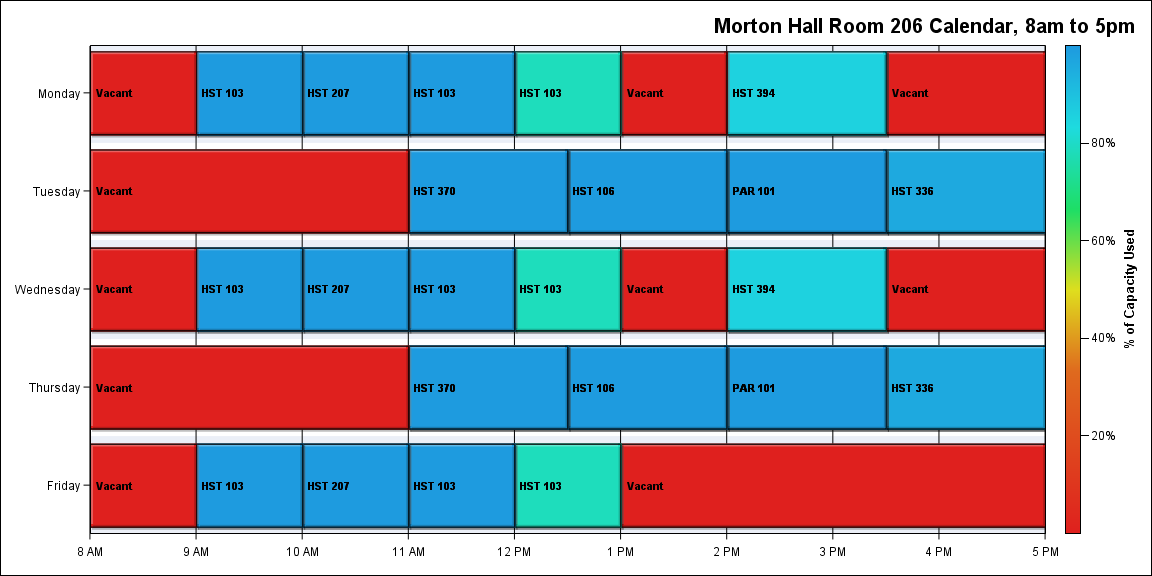 Morton Hall Room 206 Calendar, 8am to 5pm
Monday
Vacant
HST 103
HST 207
HST 103
HST 103
Vacant
HST 394
Vacant
Tuesday
Vacant
HST 370
HST 106
PAR 101
HST 336
Wednesday
Vacant
HST 103
HST 207
HST 103
HST 103
Vacant
HST 394
Vacant
Thursday
Vacant
HST 370
HST 106
PAR 101
HST 336
Friday
Vacant
HST 103
HST 207
HST 103
HST 103
Vacant
8 AM
9 AM
10 AM
11 AM
12 PM
1 PM
2 PM
3 PM
4 PM
5 PM
80%
60%
40%
20%
% of Capacity Used